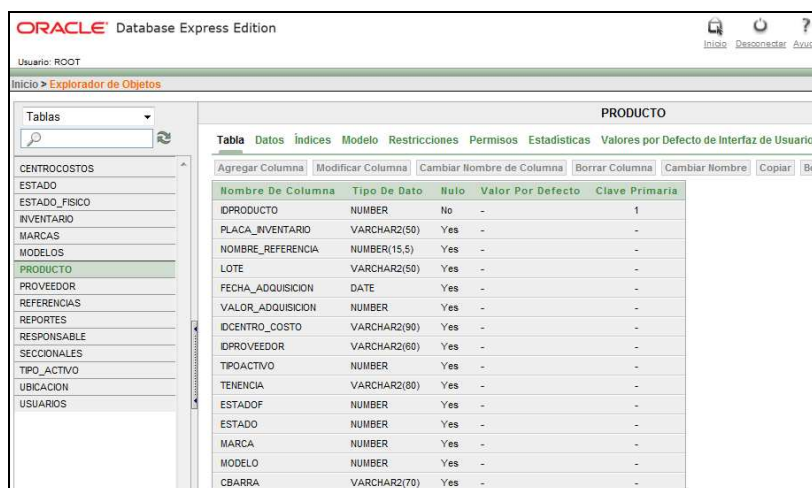 ORACLE Database Express Edition
Inicio Desconectar
Usuario: ROOT
Inicio > Explorador de Objetos
Tablas
CENTROCOSTOS
ESTADO
ESTADO_FISICO
INVENTARIO
MARCAS
MODELOS
PRODUCTO
PROVEEDOR
REFERENCIAS
REPORTES
RESPONSABLE
SECCIONALES
TIPO_ACTIVO
UBICACION
USUARIOS
PRODUCTO
Tabla Datos Índices Modelo Restricciones Permisos Estadísticas Valores por Defecto de Interfaz de Usuario
Agregar Columna Modificar Columna Cambiar Nombre de Columna Borrar Columna Cambiar Nombre Copiar
Nombre De Columna Tipo De Dato Nulo Valor Por Defecto Clave Primaria
IDPRODUCTO NUMBER No - 1
PLACA_INVENTARIO VARCHAR2(50) Yes - -
NOMBRE_REFERENCIA NUMBER(15,5) Yes - -
LOTE VARCHAR2(50) Yes - -
FECHA_ADQUISICION DATE Yes - -
VALOR_ADQUISICION NUMBER Yes - -
IDCENTRO_COSTO VARCHAR2(90) Yes - -
IDPROVEEDOR VARCHAR2(60) Yes - -
TIPOACTIVO NUMBER Yes - -
TENENCIA VARCHAR2(80) Yes - -
ESTADOF NUMBER Yes - -
ESTADO NUMBER Yes - -
MARCA NUMBER Yes - -
MODELO NUMBER Yes - -
CBARRA VARCHAR2(70) Yes - -